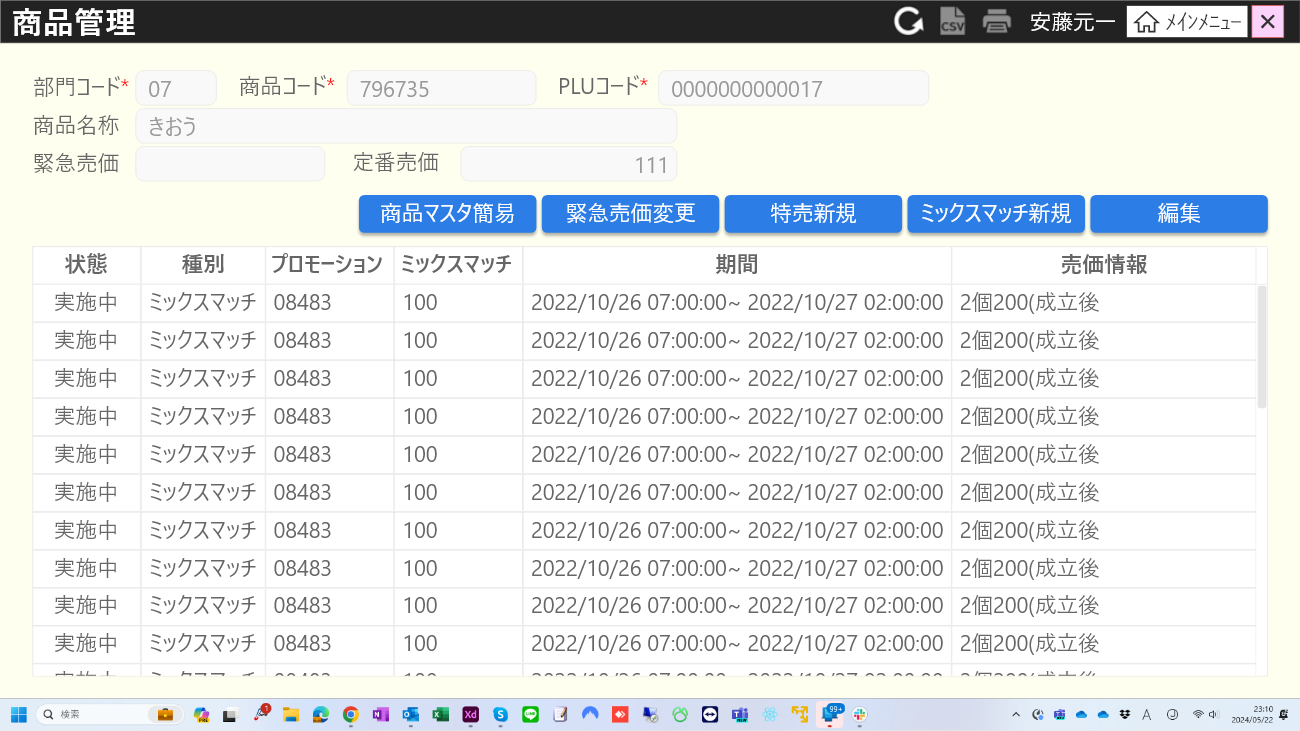 商品管理 CSV 安藤元一 メインメニュー ✕
部門コード* 07 商品コード* 796735 PLUコード* 0000000000017
商品名称 きおう
緊急売価 定番売価 111
商品マスタ簡易 緊急売価変更 特売新規 ミックスマッチ新規 編集
状態 種別 プロモーション ミックスマッチ 期間 売価情報
実施中 ミックスマッチ 08483 100 2022/10/26 07:00:00~ 2022/10/27 02:00:00 2個200(成立後
実施中 ミックスマッチ 08483 100 2022/10/26 07:00:00~ 2022/10/27 02:00:00 2個200(成立後
実施中 ミックスマッチ 08483 100 2022/10/26 07:00:00~ 2022/10/27 02:00:00 2個200(成立後
実施中 ミックスマッチ 08483 100 2022/10/26 07:00:00~ 2022/10/27 02:00:00 2個200(成立後
実施中 ミックスマッチ 08483 100 2022/10/26 07:00:00~ 2022/10/27 02:00:00 2個200(成立後
実施中 ミックスマッチ 08483 100 2022/10/26 07:00:00~ 2022/10/27 02:00:00 2個200(成立後
実施中 ミックスマッチ 08483 100 2022/10/26 07:00:00~ 2022/10/27 02:00:00 2個200(成立後
実施中 ミックスマッチ 08483 100 2022/10/26 07:00:00~ 2022/10/27 02:00:00 2個200(成立後
実施中 ミックスマッチ 08483 100 2022/10/26 07:00:00~ 2022/10/27 02:00:00 2個200(成立後
実施中 ミックスマッチ 08483 100 2022/10/26 07:00:00~ 2022/10/27 02:00:00 2個200(成立後
検索 1 Xd 99+ A 23:10
2024/05/22